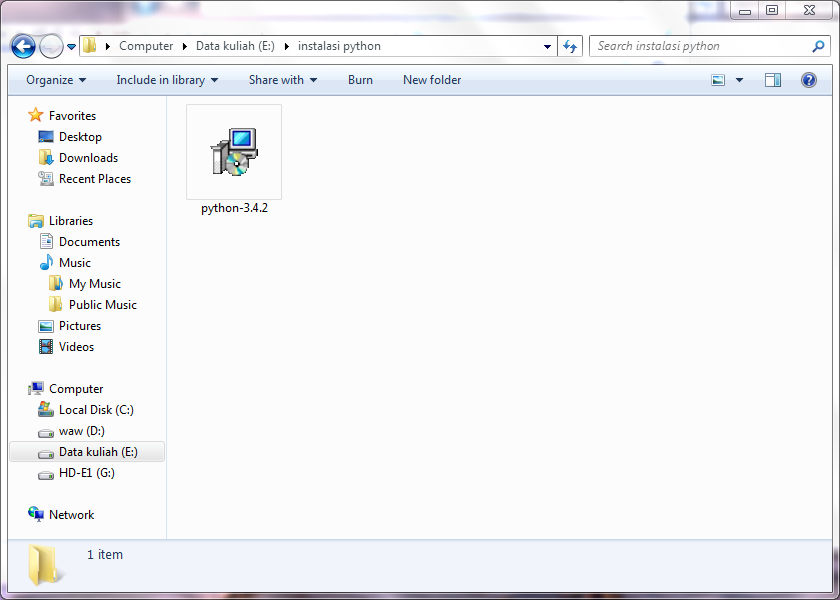 Computer Data kuliah (E:) instalasi python
Search instalasi python
Organize Include in library Share with Burn New folder
Favorites
Desktop
Downloads
Recent Places
Libraries
Documents
Music
My Music
Public Music
Pictures
Videos
Computer
Local Disk (C:)
waw (D:)
Data kuliah (E:)
HD-E1 (G:)
Network
python-3.4.2
1 item